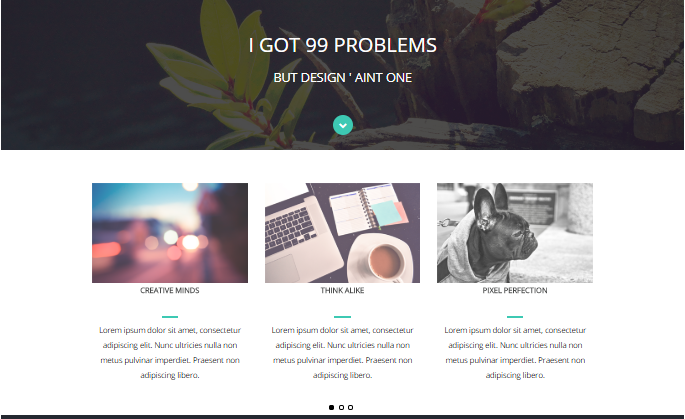 I GOT 99 PROBLEMS
BUT DESIGN ' AINT ONE
CREATIVE MINDS
Lorem ipsum dolor sit amet, consectetur
adipiscing elit. Nunc ultricies nulla non
metus pulvinar imperdiet. Praesent non
adipiscing libero.
THINK ALIKE
Lorem ipsum dolor sit amet, consectetur
adipiscing elit. Nunc ultricies nulla non
metus pulvinar imperdiet. Praesent non
adipiscing libero.
PIXEL PERFECTION
Lorem ipsum dolor sit amet, consectetur
adipiscing elit. Nunc ultricies nulla non
metus pulvinar imperdiet. Praesent non
adipiscing libero.